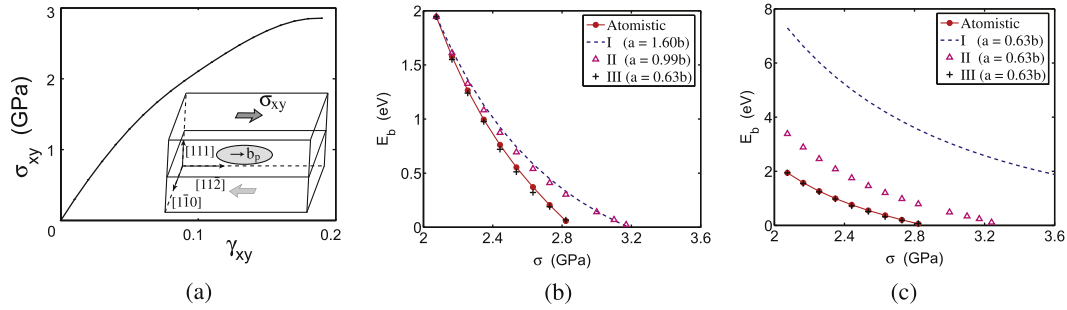 3
2
1
0
0.1
0.2
σxy (GPa)
γxy
σxy
[111]
bp
[112̄]
[11̄0]
(a)
2
1.5
1
0.5
0
2
2.4
2.8
3.2
3.6
Eb (eV)
σ (GPa)
Atomistic
I (a = 1.60b)
II (a = 0.99b)
III (a = 0.63b)
(b)
8
6
4
2
0
2
2.4
2.8
3.2
3.6
Eb (eV)
σ (GPa)
Atomistic
I (a = 0.63b)
II (a = 0.63b)
III (a = 0.63b)
(c)